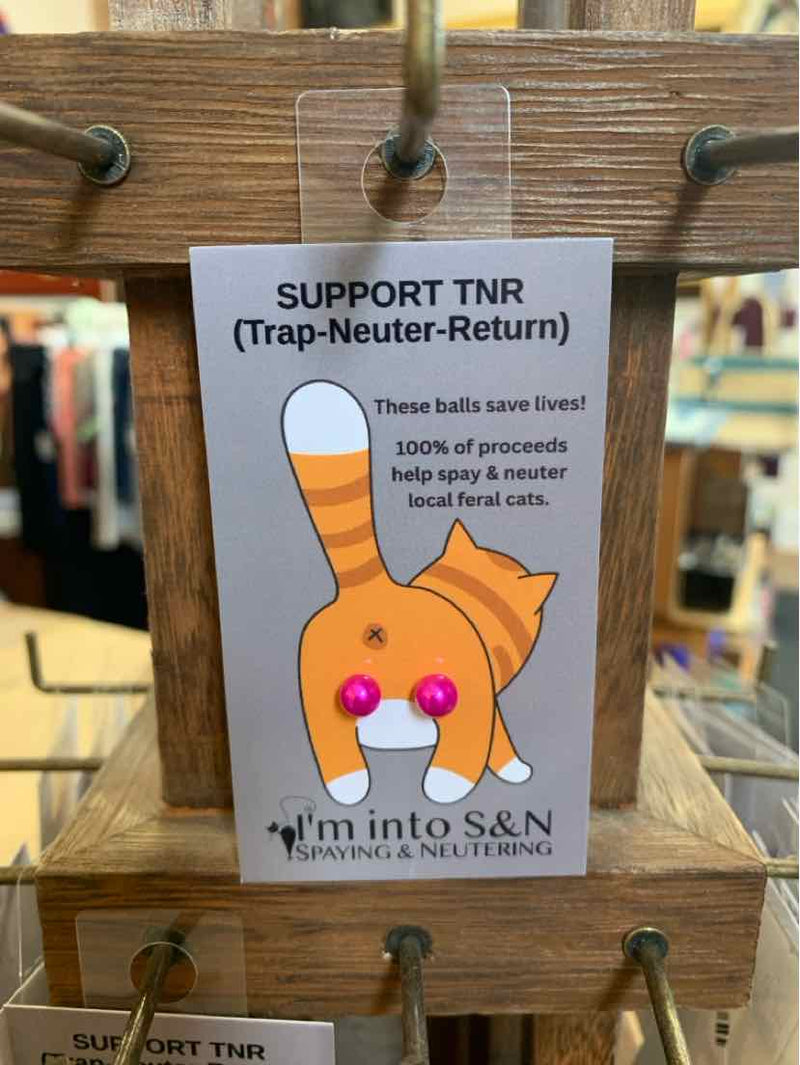 SUPPORT TNR
(Trap-Neuter-Return)
These balls save lives!
100% of proceeds
help spay & neuter
local feral cats.
I'm into S&N
SPAYING & NEUTERING
SUPPORT TNR